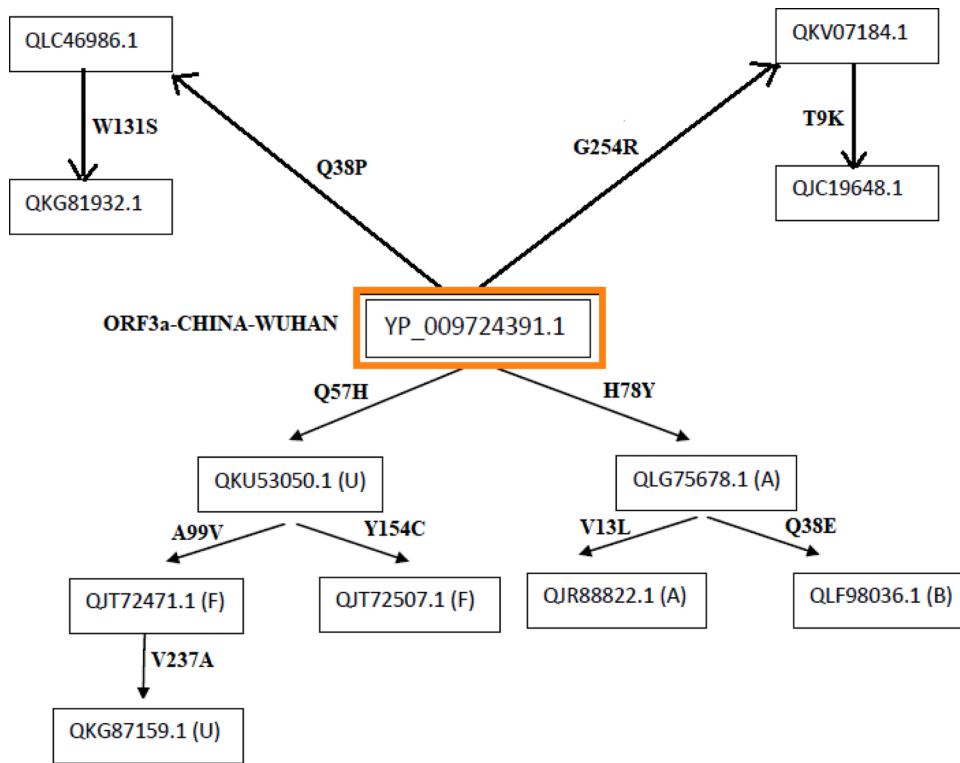 QLC46986.1
QKV07184.1
W131S
T9K
Q38P
G254R
QKG81932.1
QJC19648.1
ORF3a-CHINA-WUHAN
YP_009724391.1
Q57H
H78Y
QKU53050.1 (U)
QLG75678.1 (A)
A99V
Y154C
V13L
Q38E
QJT72471.1 (F)
QJT72507.1 (F)
QJR88822.1 (A)
QLF98036.1 (B)
V237A
QKG87159.1 (U)